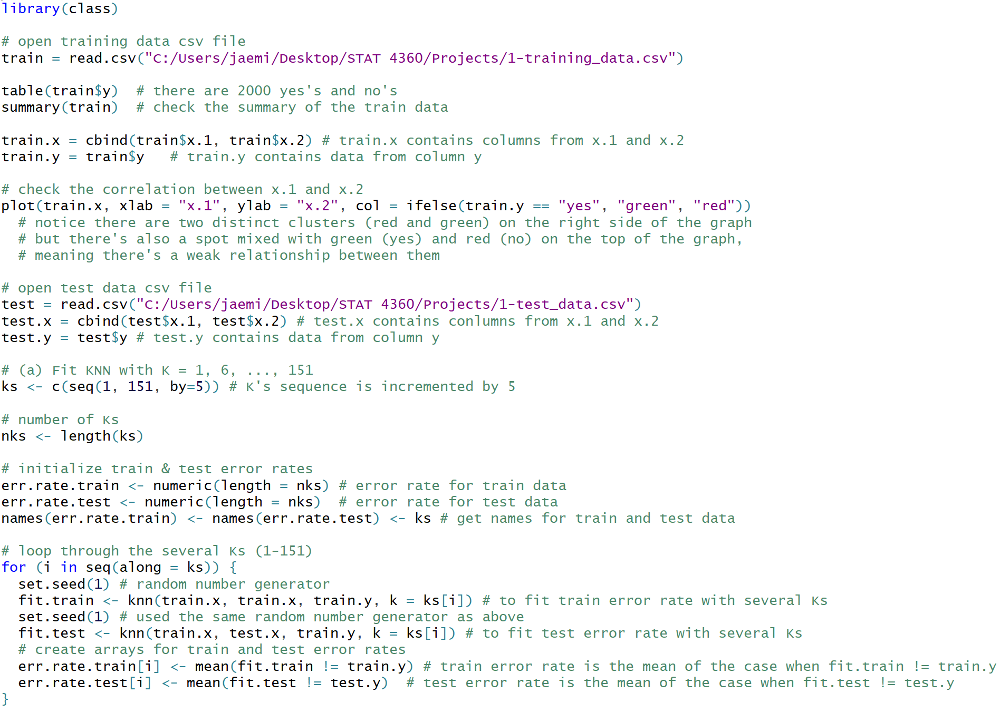 library(class)
# open training data csv file
train = read.csv("C:/Users/jaemi/Desktop/STAT 4360/Projects/1-training_data.csv")
table(train$y)  # there are 2000 yes's and no's
summary(train)  # check the summary of the train data
train.x = cbind(train$x.1, train$x.2) # train.x contains columns from x.1 and x.2
train.y = train$y   # train.y contains data from column y
# check the correlation between x.1 and x.2
plot(train.x, xlab = "x.1", ylab = "x.2", col = ifelse(train.y == "yes", "green", "red"))
  # notice there are two distinct clusters (red and green) on the right side of the graph
  # but there's also a spot mixed with green (yes) and red (no) on the top of the graph,
  # meaning there's a weak relationship between them
# open test data csv file
test = read.csv("C:/Users/jaemi/Desktop/STAT 4360/Projects/1-test_data.csv")
test.x = cbind(test$x.1, test$x.2) # test.x contains conlumns from x.1 and x.2
test.y = test$y # test.y contains data from column y
# (a) Fit KNN with K = 1, 6, ..., 151
ks <- c(seq(1, 151, by=5)) # K's sequence is incremented by 5
# number of Ks
nks <- length(ks)
# initialize train & test error rates
err.rate.train <- numeric(length = nks) # error rate for train data
err.rate.test <- numeric(length = nks)  # error rate for test data
names(err.rate.train) <- names(err.rate.test) <- ks # get names for train and test data
# loop through the several Ks (1-151)
for (i in seq(along = ks)) {
  set.seed(1) # random number generator
  fit.train <- knn(train.x, train.x, train.y, k = ks[i]) # to fit train error rate with several Ks
  set.seed(1) # used the same random number generator as above
  fit.test <- knn(train.x, test.x, train.y, k = ks[i]) # to fit test error rate with several Ks
  # create arrays for train and test error rates
  err.rate.train[i] <- mean(fit.train != train.y) # train error rate is the mean of the case when fit.train != train.y
  err.rate.test[i] <- mean(fit.test != test.y)  # test error rate is the mean of the case when fit.test != test.y
}